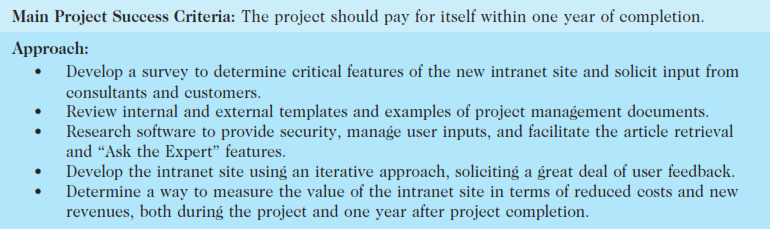 Main Project Success Criteria: The project should pay for itself within one year of completion.
Approach:
• Develop a survey to determine critical features of the new intranet site and solicit input from
consultants and customers.
• Review internal and external templates and examples of project management documents.
• Research software to provide security, manage user inputs, and facilitate the article retrieval
and “Ask the Expert” features.
• Develop the intranet site using an iterative approach, soliciting a great deal of user feedback.
• Determine a way to measure the value of the intranet site in terms of reduced costs and new
revenues, both during the project and one year after project completion.